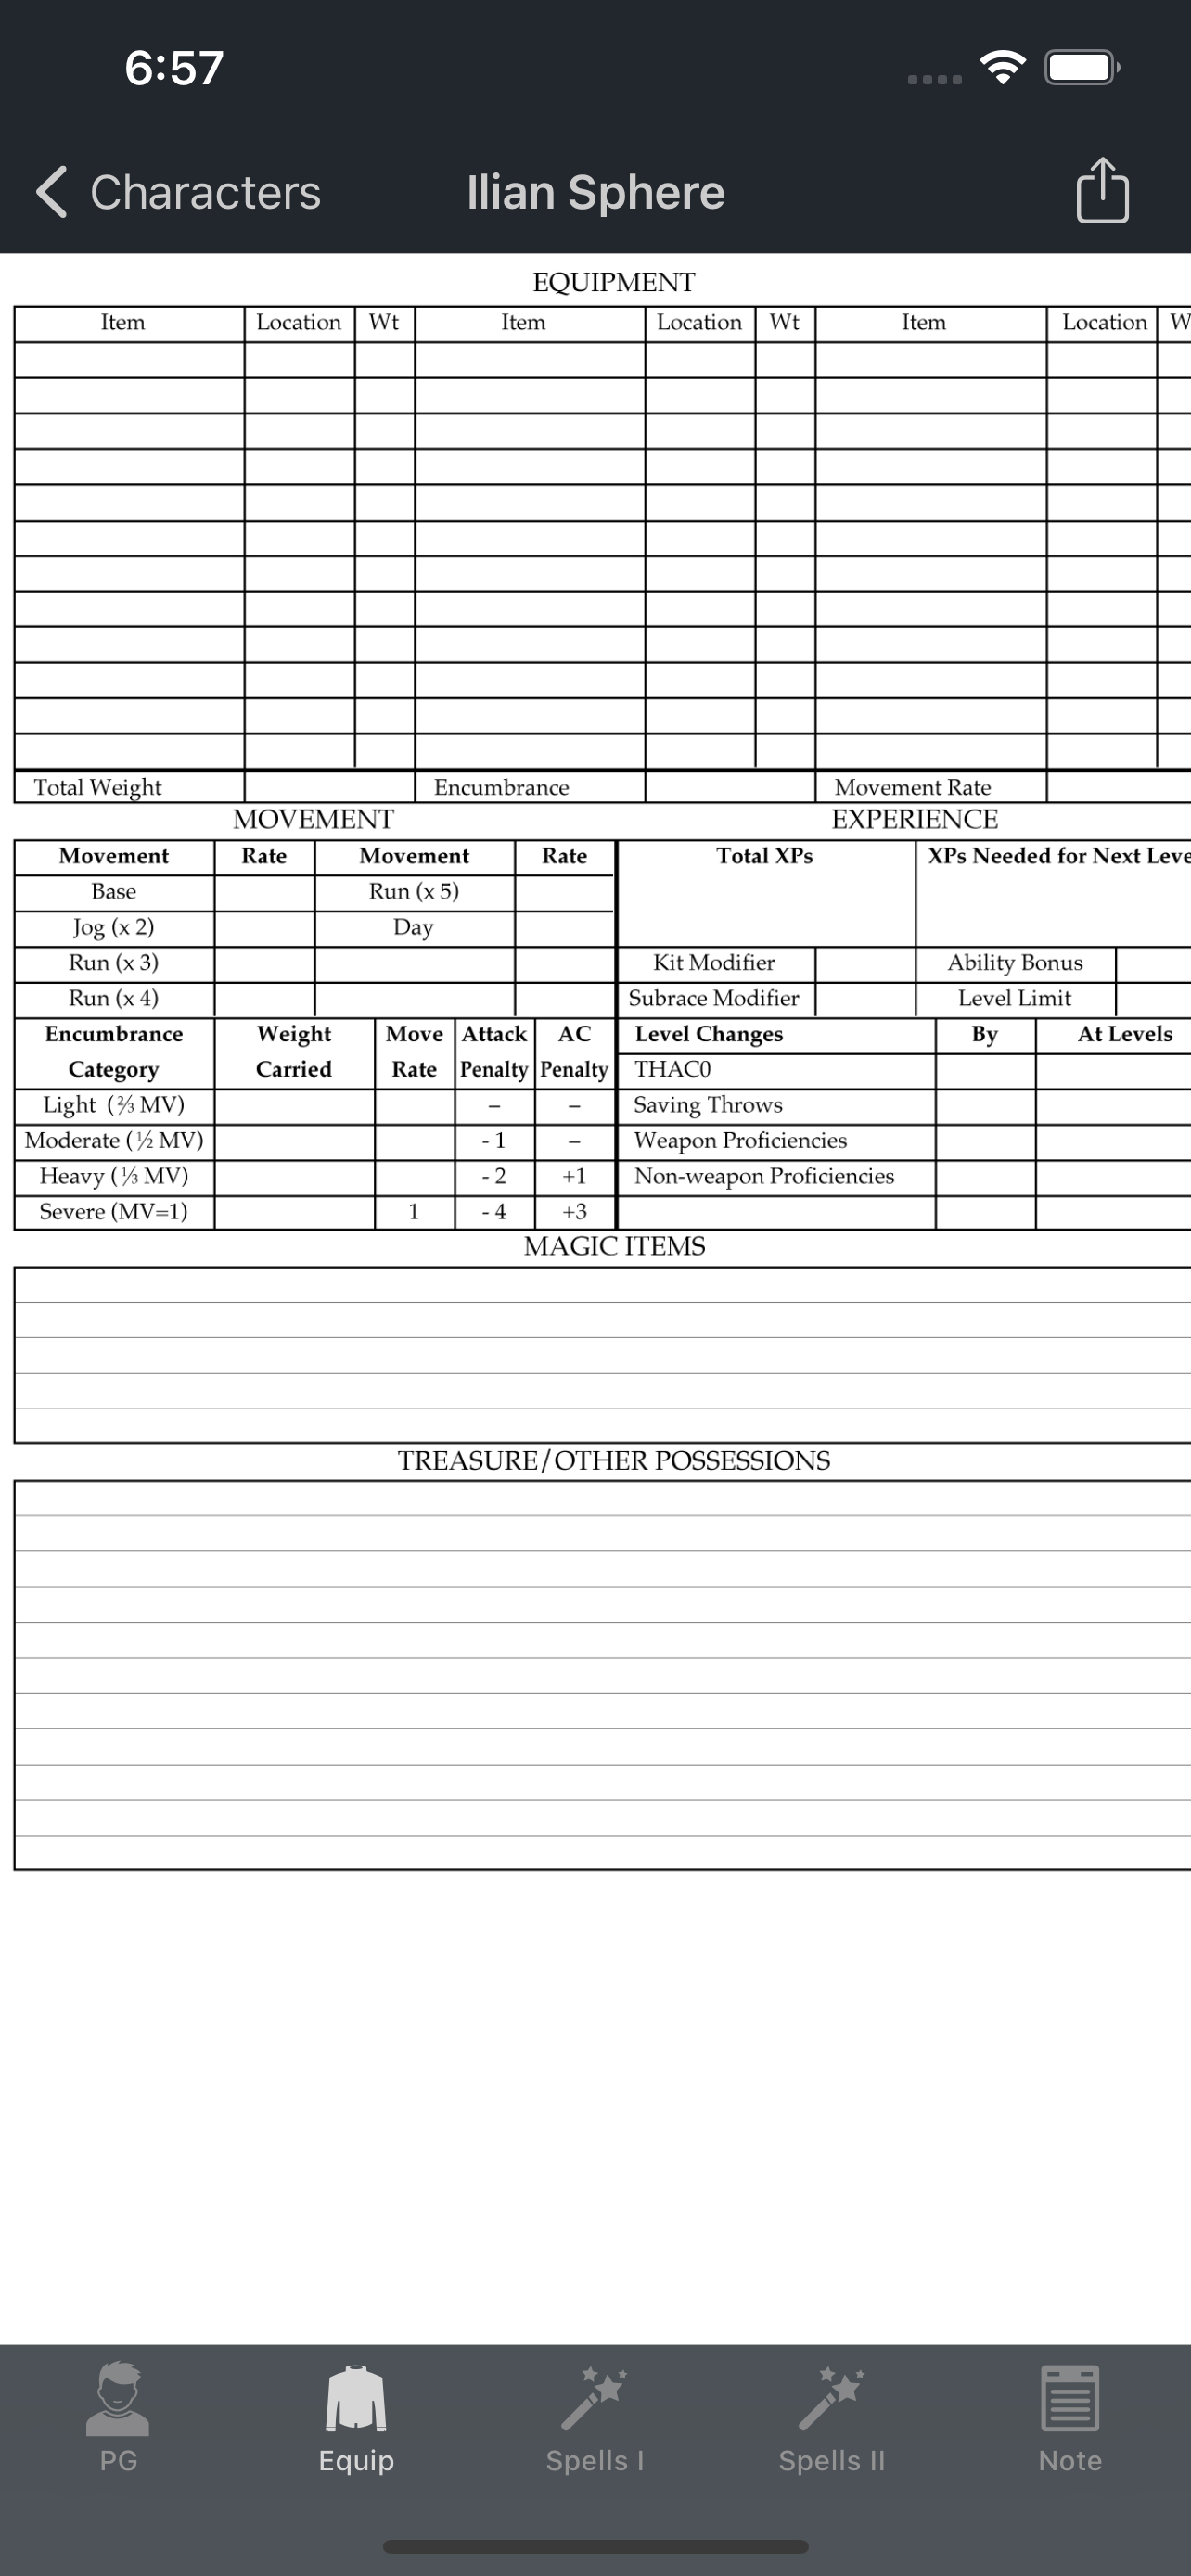 6:57
Characters
Ilian Sphere
EQUIPMENT
Item Location Wt Item Location Wt Item Location W
Total Weight Encumbrance Movement Rate
MOVEMENT EXPERIENCE
Movement Rate Movement Rate Total XPs XPs Needed for Next Leve
Base Run (x 5)
Jog (x 2) Day
Run (x 3) Kit Modifier Ability Bonus
Run (x 4) Subrace Modifier Level Limit
Encumbrance Weight Move Attack AC Level Changes By At Levels
Category Carried Rate Penalty Penalty THAC0
Light (⅔ MV) – – Saving Throws
Moderate (½ MV) - 1 – Weapon Proficiencies
Heavy (⅓ MV) - 2 +1 Non-weapon Proficiencies
Severe (MV=1) 1 - 4 +3
MAGIC ITEMS
TREASURE/OTHER POSSESSIONS
PG Equip Spells I Spells II Note